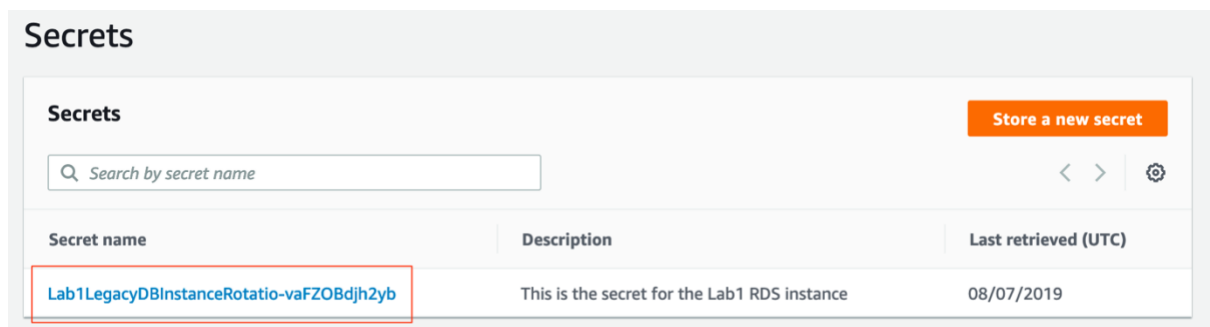 Secrets
Secrets
Store a new secret
Search by secret name
Secret name Description Last retrieved (UTC)
Lab1LegacyDBInstanceRotatio-vaFZOBdjh2yb This is the secret for the Lab1 RDS instance 08/07/2019